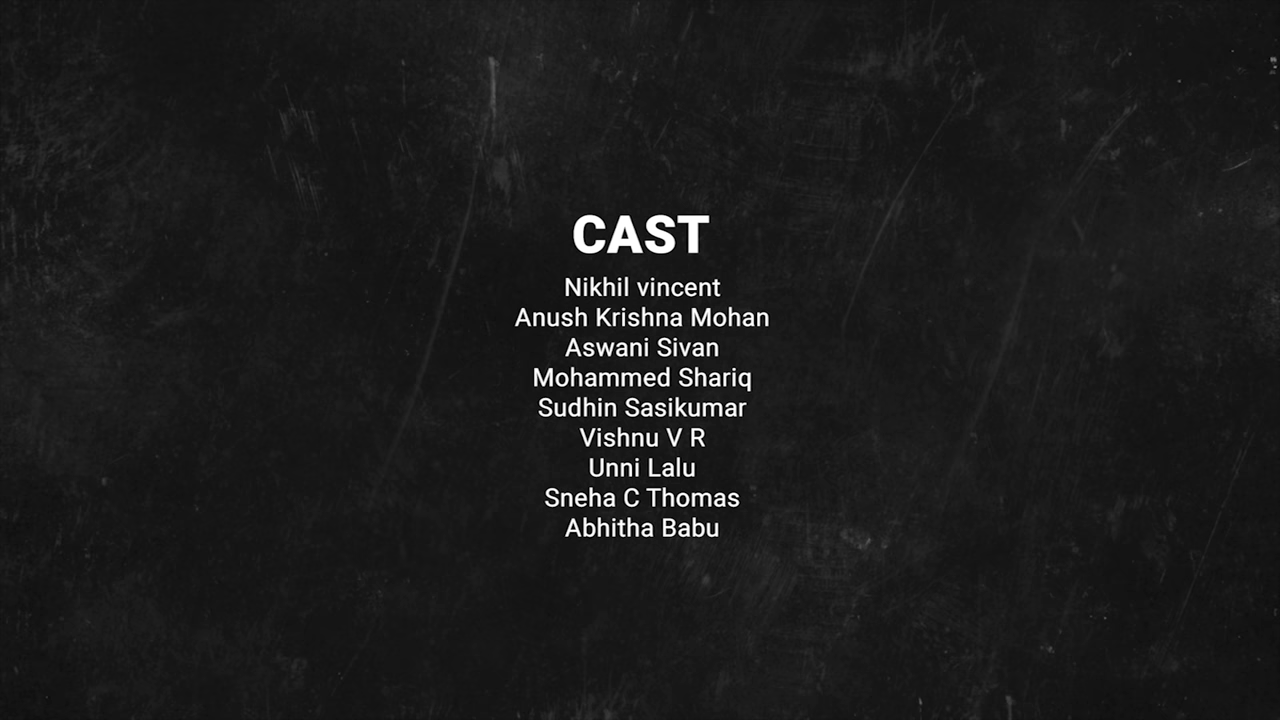 CAST
Nikhil vincent
Anush Krishna Mohan
Aswani Sivan
Mohammed Shariq
Sudhin Sasikumar
Vishnu V R
Unni Lalu
Sneha C Thomas
Abhitha Babu